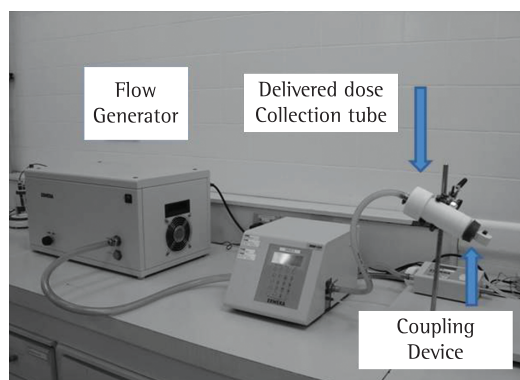 Flow
Generator
Delivered dose
Collection tube
Coupling
Device